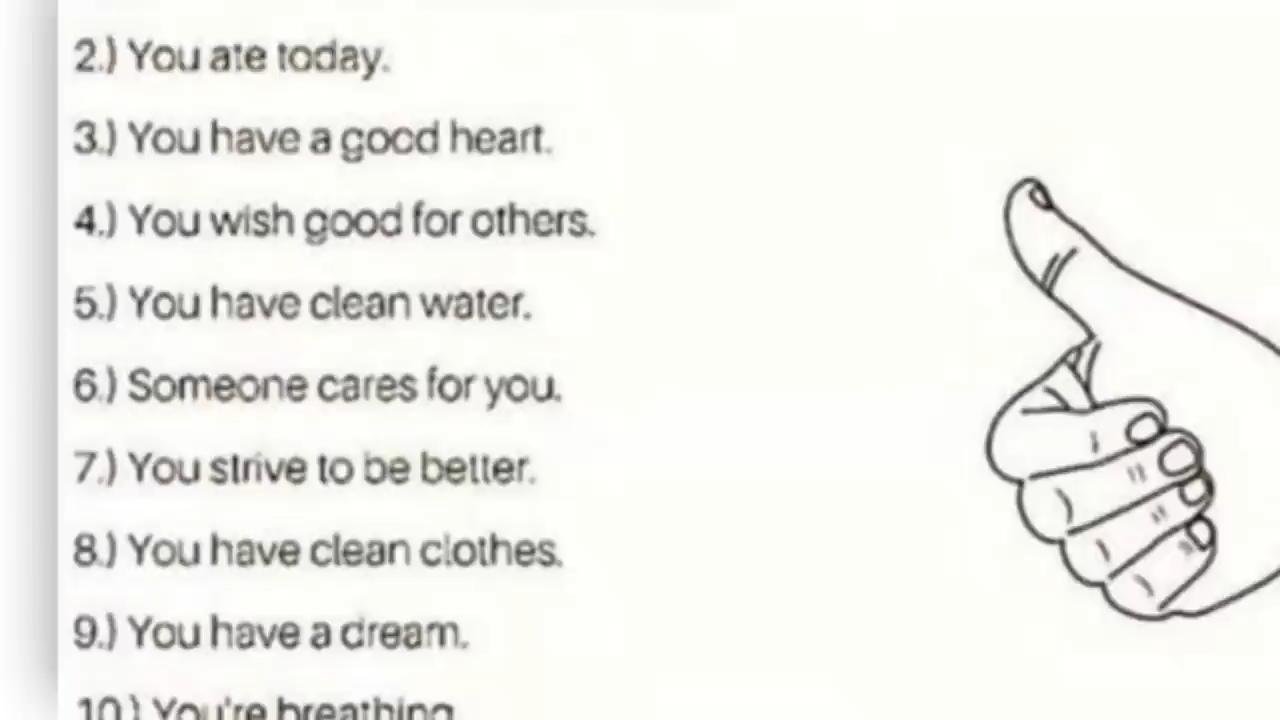 2.) You ate today.
3.) You have a good heart.
4.) You wish good for others.
5.) You have clean water.
6.) Someone cares for you.
7.) You strive to be better.
8.) You have clean clothes.
9.) You have a dream.
10.) You're breathing.